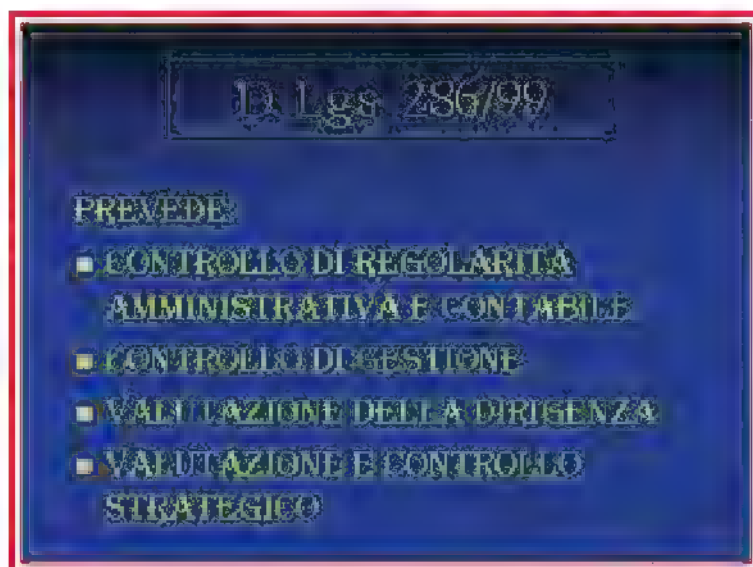 D. Lgs. 286/99
PREVEDE:
CONTROLLO DI REGOLARITÀ
AMMINISTRATIVA E CONTABILE
CONTROLLO DI GESTIONE
VALUTAZIONE DELLA DIRIGENZA
VALUTAZIONE E CONTROLLO
STRATEGICO